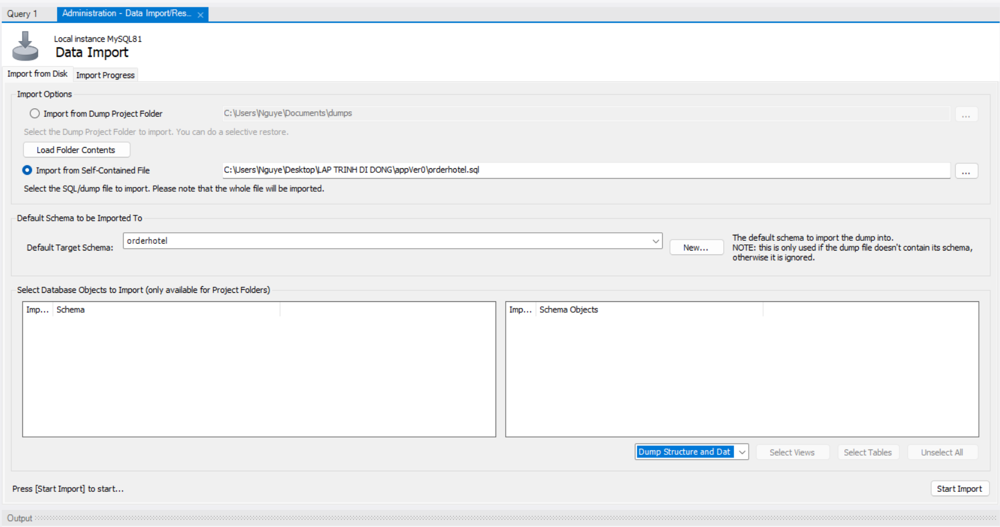 Query 1
Administration - Data Import/Res...
Local instance MySQL81
Data Import
Import from Disk
Import Progress
Import Options
Import from Dump Project Folder
C:\Users\Nguye\Documents\dumps
...
Select the Dump Project Folder to import. You can do a selective restore.
Load Folder Contents
Import from Self-Contained File
C:\Users\Nguye\Desktop\LAP TRINH DI DONG\appVer0\orderhotel.sql
...
Select the SQL/dump file to import. Please note that the whole file will be imported.
Default Schema to be Imported To
Default Target Schema:
orderhotel
New...
The default schema to import the dump into.
NOTE: this is only used if the dump file doesn't contain its schema,
otherwise it is ignored.
Select Database Objects to Import (only available for Project Folders)
Imp... Schema
Imp... Schema Objects
Dump Structure and Dat
Select Views
Select Tables
Unselect All
Press [Start Import] to start...
Start Import
Output